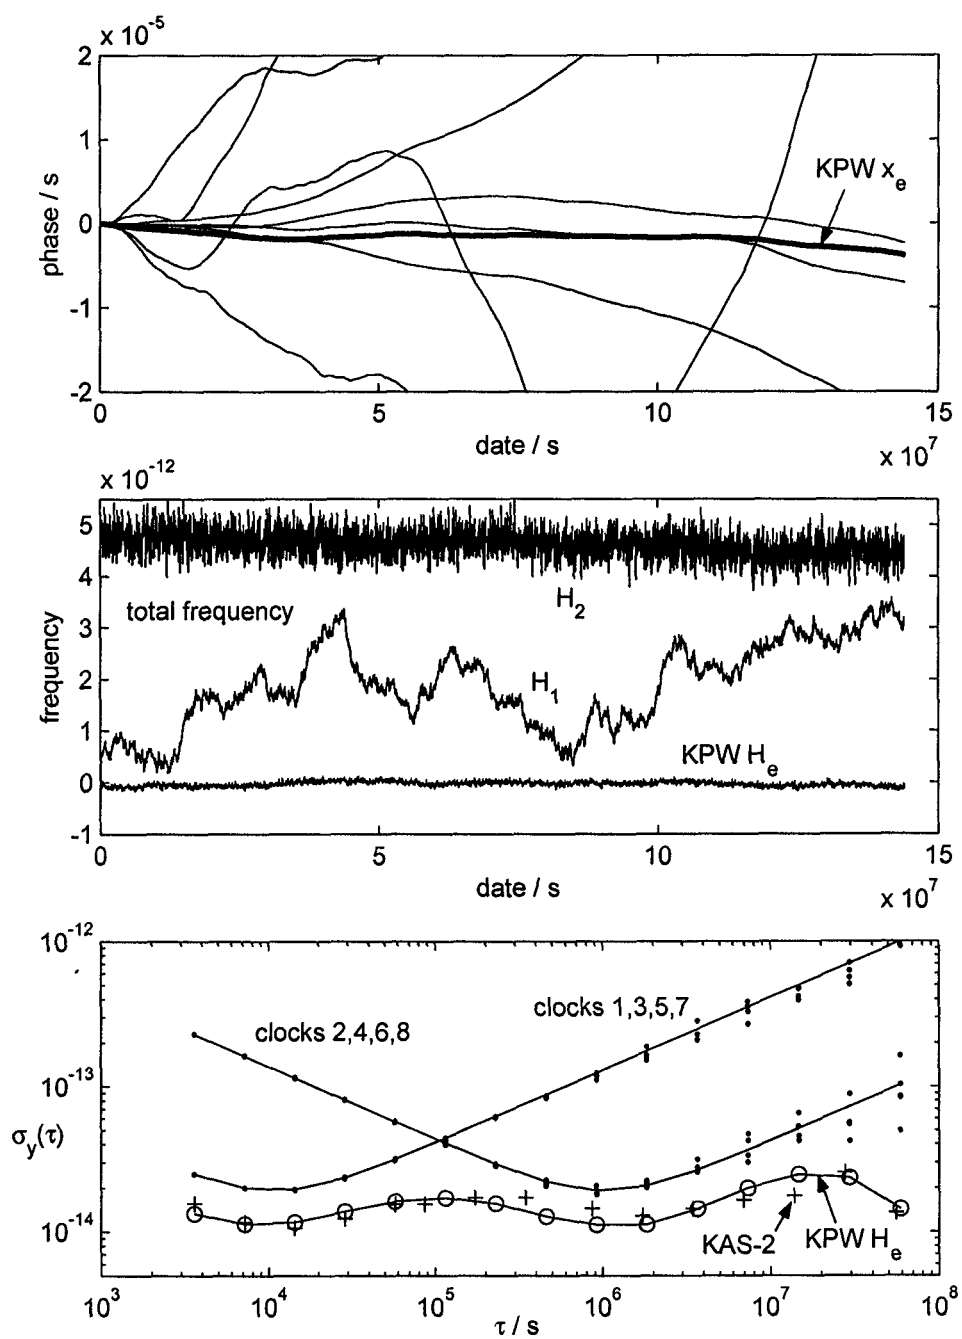 x 10^-5
2
1
0
-1
-2
phase / s
KPW x_e
0
5
10
15
date / s
x 10^7
x 10^-12
5
4
3
2
1
0
-1
frequency
total frequency
H_2
H_1
KPW H_e
0
5
10
15
date / s
x 10^7
10^-12
10^-13
10^-14
σ_y(τ)
clocks 2,4,6,8
clocks 1,3,5,7
KAS-2
KPW H_e
10^3
10^4
10^5
10^6
10^7
10^8
τ / s